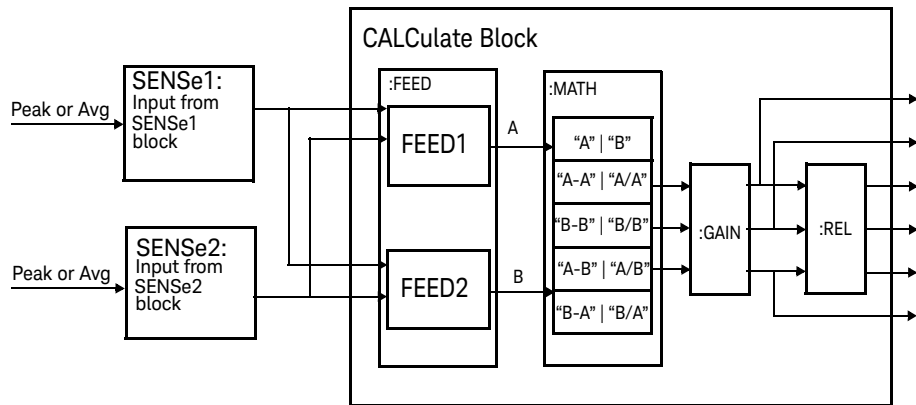 CALCulate Block
SENSe1:
Input from
SENSe1
block
Peak or Avg
:FEED
FEED1
A
:MATH
“A” | “B”
“A-A” | “A/A”
“B-B” | “B/B”
“A-B” | “A/B”
“B-A” | “B/A”
:GAIN
:REL
SENSe2:
Input from
SENSe2
block
Peak or Avg
FEED2
B